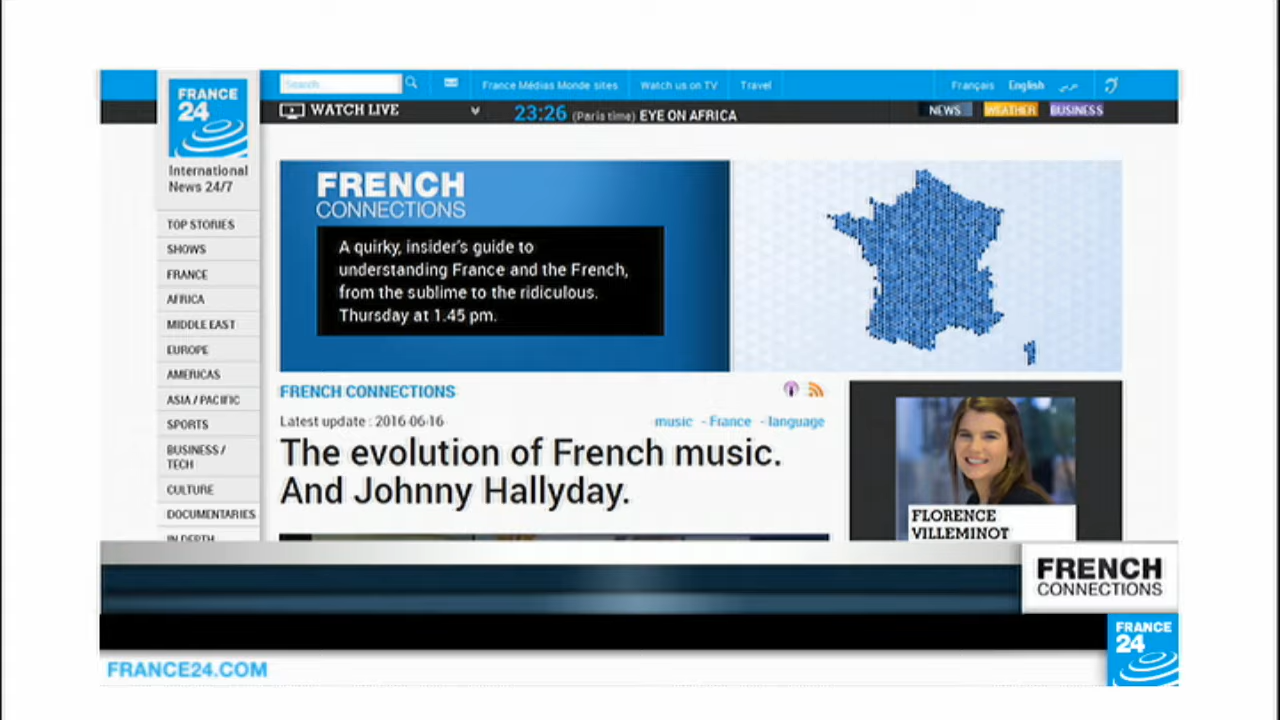 FRANCE
24
International
News 24/7
Search
France Médias Monde sites
Watch us on TV
Travel
Français
English
عربي
WATCH LIVE
23:26 (Paris time) EYE ON AFRICA
NEWS
WEATHER
BUSINESS
TOP STORIES
SHOWS
FRANCE
AFRICA
MIDDLE EAST
EUROPE
AMERICAS
ASIA / PACIFIC
SPORTS
BUSINESS /
TECH
CULTURE
DOCUMENTARIES
IN DEPTH
FRENCH
CONNECTIONS
A quirky, insider's guide to
understanding France and the French,
from the sublime to the ridiculous.
Thursday at 1.45 pm.
FRENCH CONNECTIONS
Latest update : 2016-06-16
music - France - language
The evolution of French music.
And Johnny Hallyday.
FLORENCE
VILLEMINOT
FRENCH
CONNECTIONS
FRANCE
24
FRANCE24.COM